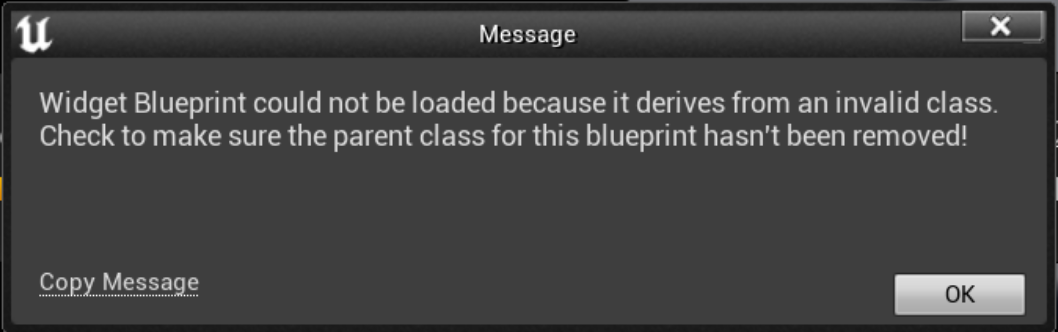 Message
Widget Blueprint could not be loaded because it derives from an invalid class.
Check to make sure the parent class for this blueprint hasn't been removed!
Copy Message
OK